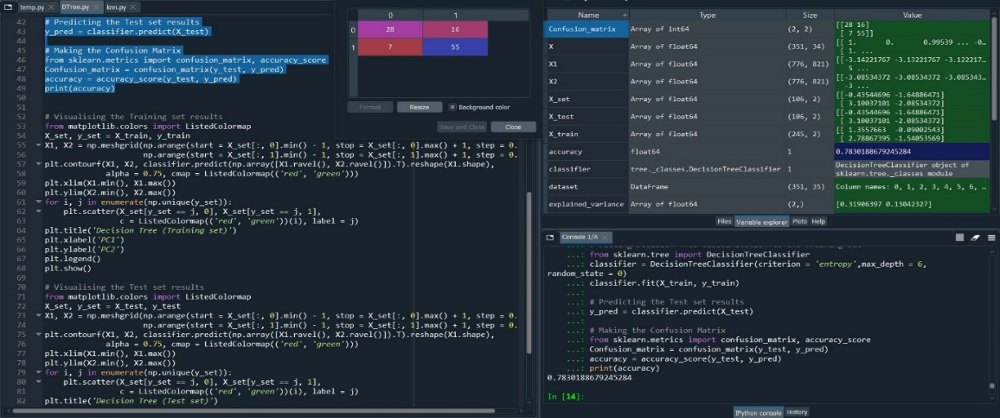 temp.py
DTree.py
knn.py
42 # Predicting the Test set results
43 y_pred = classifier.predict(X_test)
44
45
46 # Making the Confusion Matrix
from sklearn.metrics import confusion_matrix, accuracy_score
47 Confusion_matrix = confusion_matrix(y_test, y_pred)
48 accuracy = accuracy_score(y_test, y_pred)
49 print(accuracy)
50
51
52 # Visualising the Training set results
53 from matplotlib.colors import ListedColormap
54 X_set, y_set = X_train, y_train
55 X1, X2 = np.meshgrid(np.arange(start = X_set[:, 0].min() - 1, stop = X_set[:, 0].max() + 1, step = 0.
56 np.arange(start = X_set[:, 1].min() - 1, stop = X_set[:, 1].max() + 1, step = 0.
57 plt.contourf(X1, X2, classifier.predict(np.array([X1.ravel(), X2.ravel()]).T).reshape(X1.shape),
58 alpha = 0.75, cmap = ListedColormap(('red', 'green')))
59 plt.xlim(X1.min(), X1.max())
60 plt.ylim(X2.min(), X2.max())
61 for i, j in enumerate(np.unique(y_set)):
62 plt.scatter(X_set[y_set == j, 0], X_set[y_set == j, 1],
63 c = ListedColormap(('red', 'green'))(i), label = j)
64 plt.title('Decision Tree (Training set)')
65 plt.xlabel('PC1')
66 plt.ylabel('PC2')
67 plt.legend()
68 plt.show()
69
70 # Visualising the Test set results
71 from matplotlib.colors import ListedColormap
72 X_set, y_set = X_test, y_test
73 X1, X2 = np.meshgrid(np.arange(start = X_set[:, 0].min() - 1, stop = X_set[:, 0].max() + 1, step = 0.
74 np.arange(start = X_set[:, 1].min() - 1, stop = X_set[:, 1].max() + 1, step = 0.
75 plt.contourf(X1, X2, classifier.predict(np.array([X1.ravel(), X2.ravel()]).T).reshape(X1.shape),
76 alpha = 0.75, cmap = ListedColormap(('red', 'green')))
77 plt.xlim(X1.min(), X1.max())
78 plt.ylim(X2.min(), X2.max())
79 for i, j in enumerate(np.unique(y_set)):
80 plt.scatter(X_set[y_set == j, 0], X_set[y_set == j, 1],
81 c = ListedColormap(('red', 'green'))(i), label = j)
82 plt.title('Decision Tree (Test set)')
0 1
0 28 16
1 7 55
Format Resize Background color
Save and Close Close
Name Type Size Value
Confusion_matrix Array of int64 (2, 2) [[28 16]
[ 7 55]]
X Array of float64 (351, 34) [[ 1. 0. 0.99539 ... -0...
[ 1. ...
X1 Array of float64 (776, 821) [[-3.14221767 -3.13221767 -3.122217...
5 ...
X2 Array of float64 (776, 821) [[-3.08534372 -3.08534372 -3.085343...
-3 ...
X_set Array of float64 (106, 2) [[-0.43544696 -1.64886471]
[ 3.10037101 -2.08534372]
X_test Array of float64 (106, 2) [[-0.43544696 -1.64886471]
[ 3.10037101 -2.08534372]
X_train Array of float64 (245, 2) [[ 1.3557663 -0.09002543]
[ 2.78867395 -1.54053569]
accuracy float64 1 0.7830188679245284
classifier tree._classes.DecisionTreeClassifier 1 DecisionTreeClassifier object of
sklearn.tree._classes module
dataset DataFrame (351, 35) Column names: 0, 1, 2, 3, 4, 5, 6, …
explained_variance Array of float64 (2,) [0.31906397 0.13042327]
Files Variable explorer Plots Help
Console 1/A
...: from sklearn.tree import DecisionTreeClassifier
...: classifier = DecisionTreeClassifier(criterion = 'entropy',max_depth = 6,
random_state = 0)
...: classifier.fit(X_train, y_train)
...:
...: # Predicting the Test set results
...: y_pred = classifier.predict(X_test)
...:
...: # Making the Confusion Matrix
...: from sklearn.metrics import confusion_matrix, accuracy_score
...: Confusion_matrix = confusion_matrix(y_test, y_pred)
...: accuracy = accuracy_score(y_test, y_pred)
...: print(accuracy)
0.7830188679245284
In [14]:
IPython console History